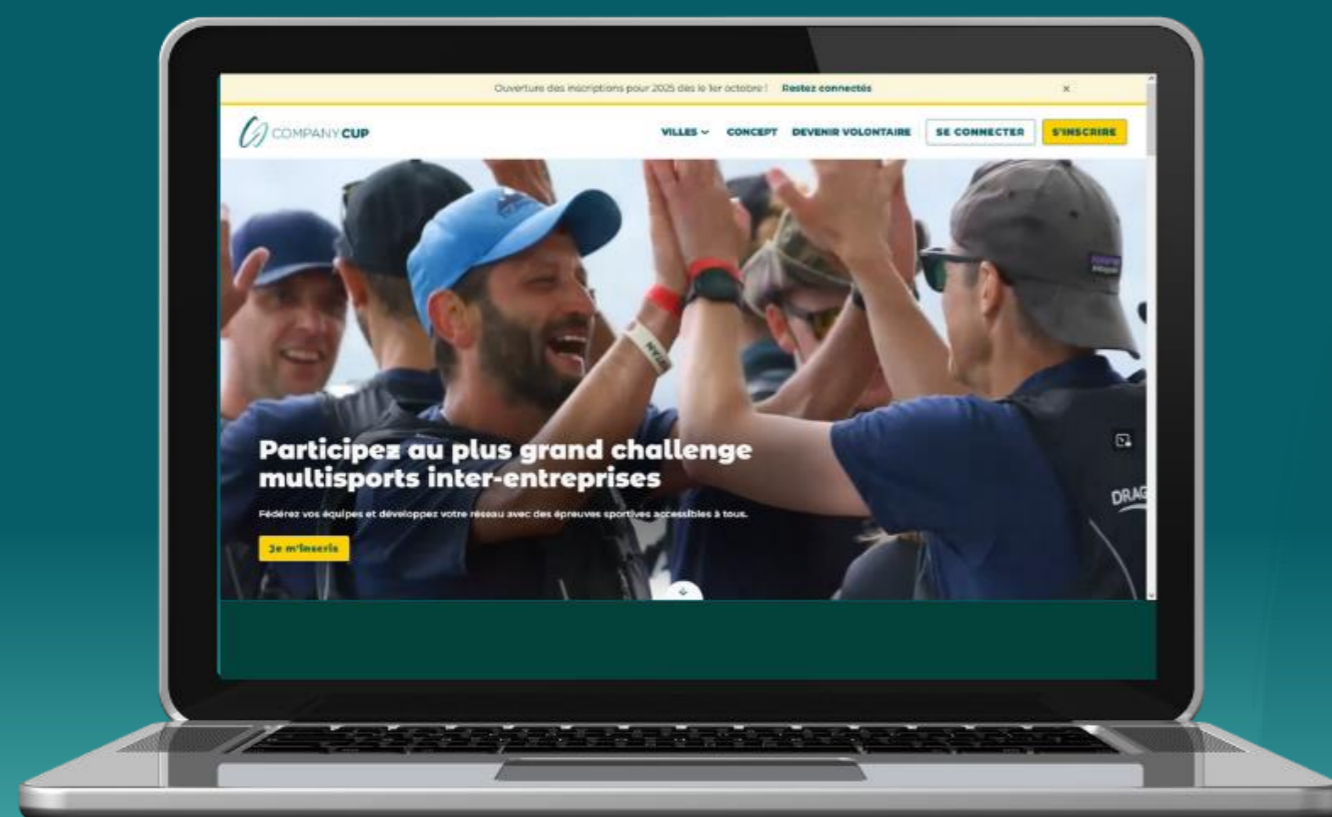 Ouverture des inscriptions pour 2025 dès le 1er octobre ! Restez connectés x
COMPANY CUP VILLES CONCEPT DEVENIR VOLONTAIRE SE CONNECTER S'INSCRIRE
Participez au plus grand challenge
multisports inter-entreprises
Fédérez vos équipes et développez votre réseau avec des épreuves sportives accessibles à tous.
Je m'inscris
DRAG